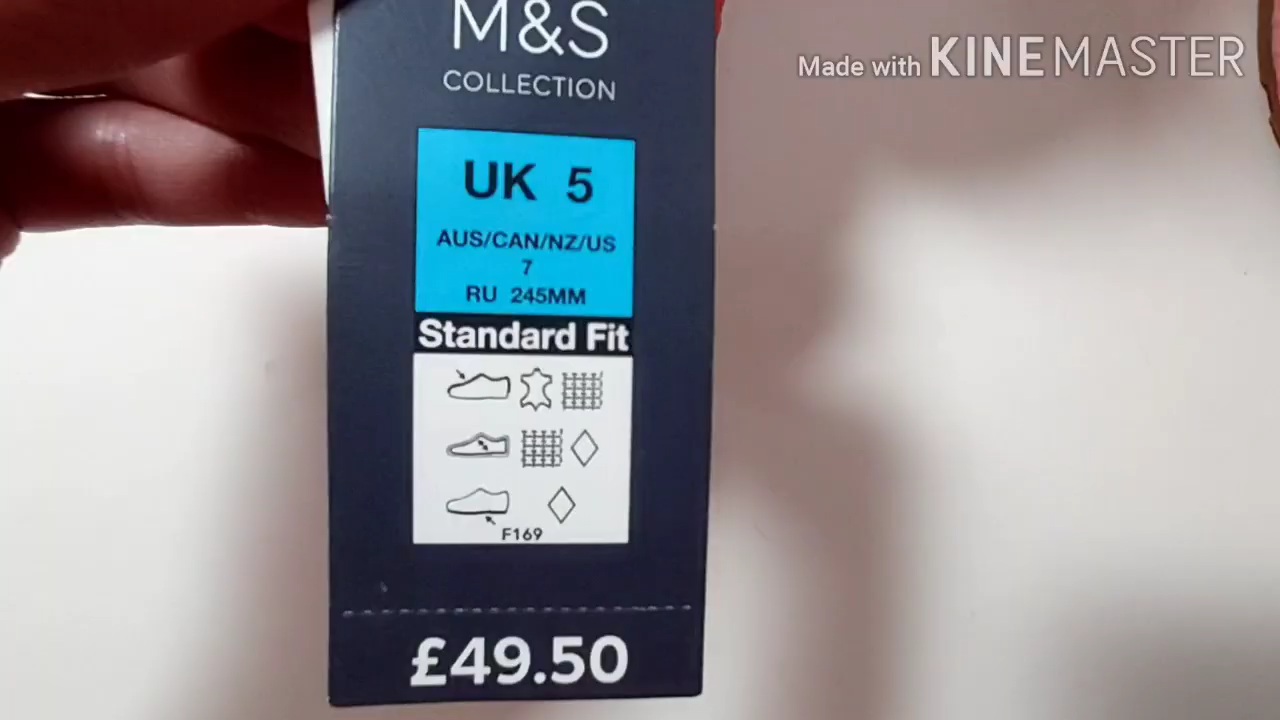 M&S
COLLECTION
Made with KINEMASTER
UK 5
AUS/CAN/NZ/US
7
RU 245MM
Standard Fit
F169
£49.50